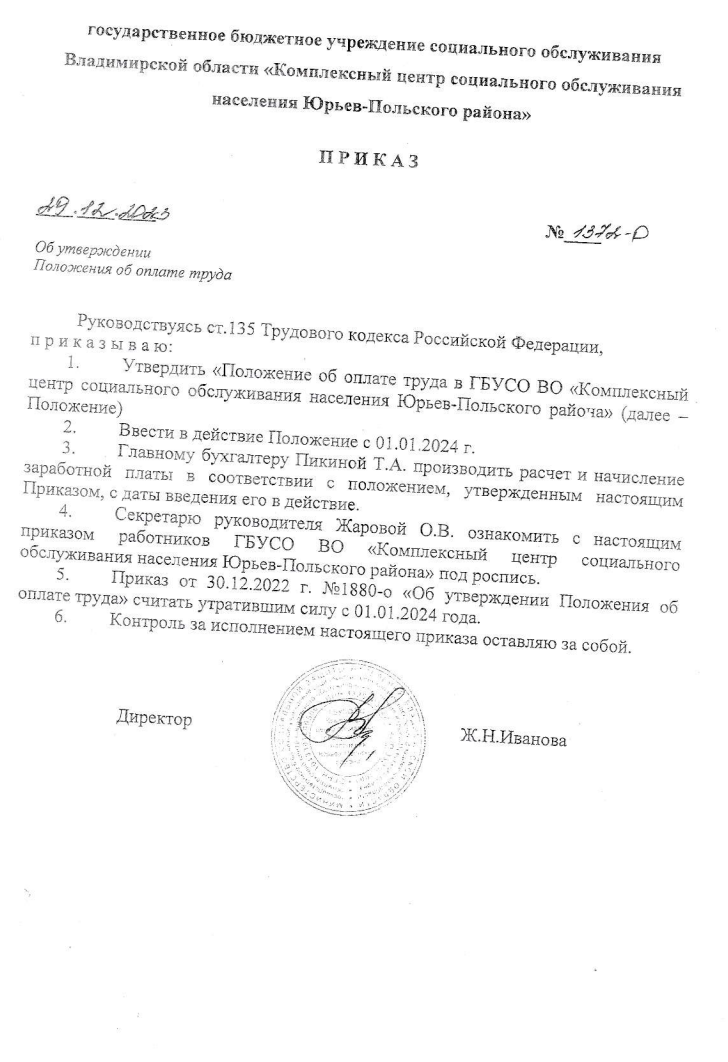 государственное бюджетное учреждение социального обслуживания
Владимирской области «Комплексный центр социального обслуживания
населения Юрьев-Польского района»
П Р И К А З
29.12.2023
№ 1372-О
Об утверждении
Положения об оплате труда
Руководствуясь ст.135 Трудового кодекса Российской Федерации,
п р и к а з ы в а ю:
1. Утвердить «Положение об оплате труда в ГБУСО ВО «Комплексный
центр социального обслуживания населения Юрьев-Польского района» (далее –
Положение)
2. Ввести в действие Положение с 01.01.2024 г.
3. Главному бухгалтеру Пикиной Т.А. производить расчет и начисление
заработной платы в соответствии с положением, утвержденным настоящим
Приказом, с даты введения его в действие.
4. Секретарю руководителя Жаровой О.В. ознакомить с настоящим
приказом работников ГБУСО ВО «Комплексный центр социального
обслуживания населения Юрьев-Польского района» под роспись.
5. Приказ от 30.12.2022 г. №1880-о «Об утверждении Положения об
оплате труда» считать утратившим силу с 01.01.2024 года.
6. Контроль за исполнением настоящего приказа оставляю за собой.
Директор
Ж.Н.Иванова